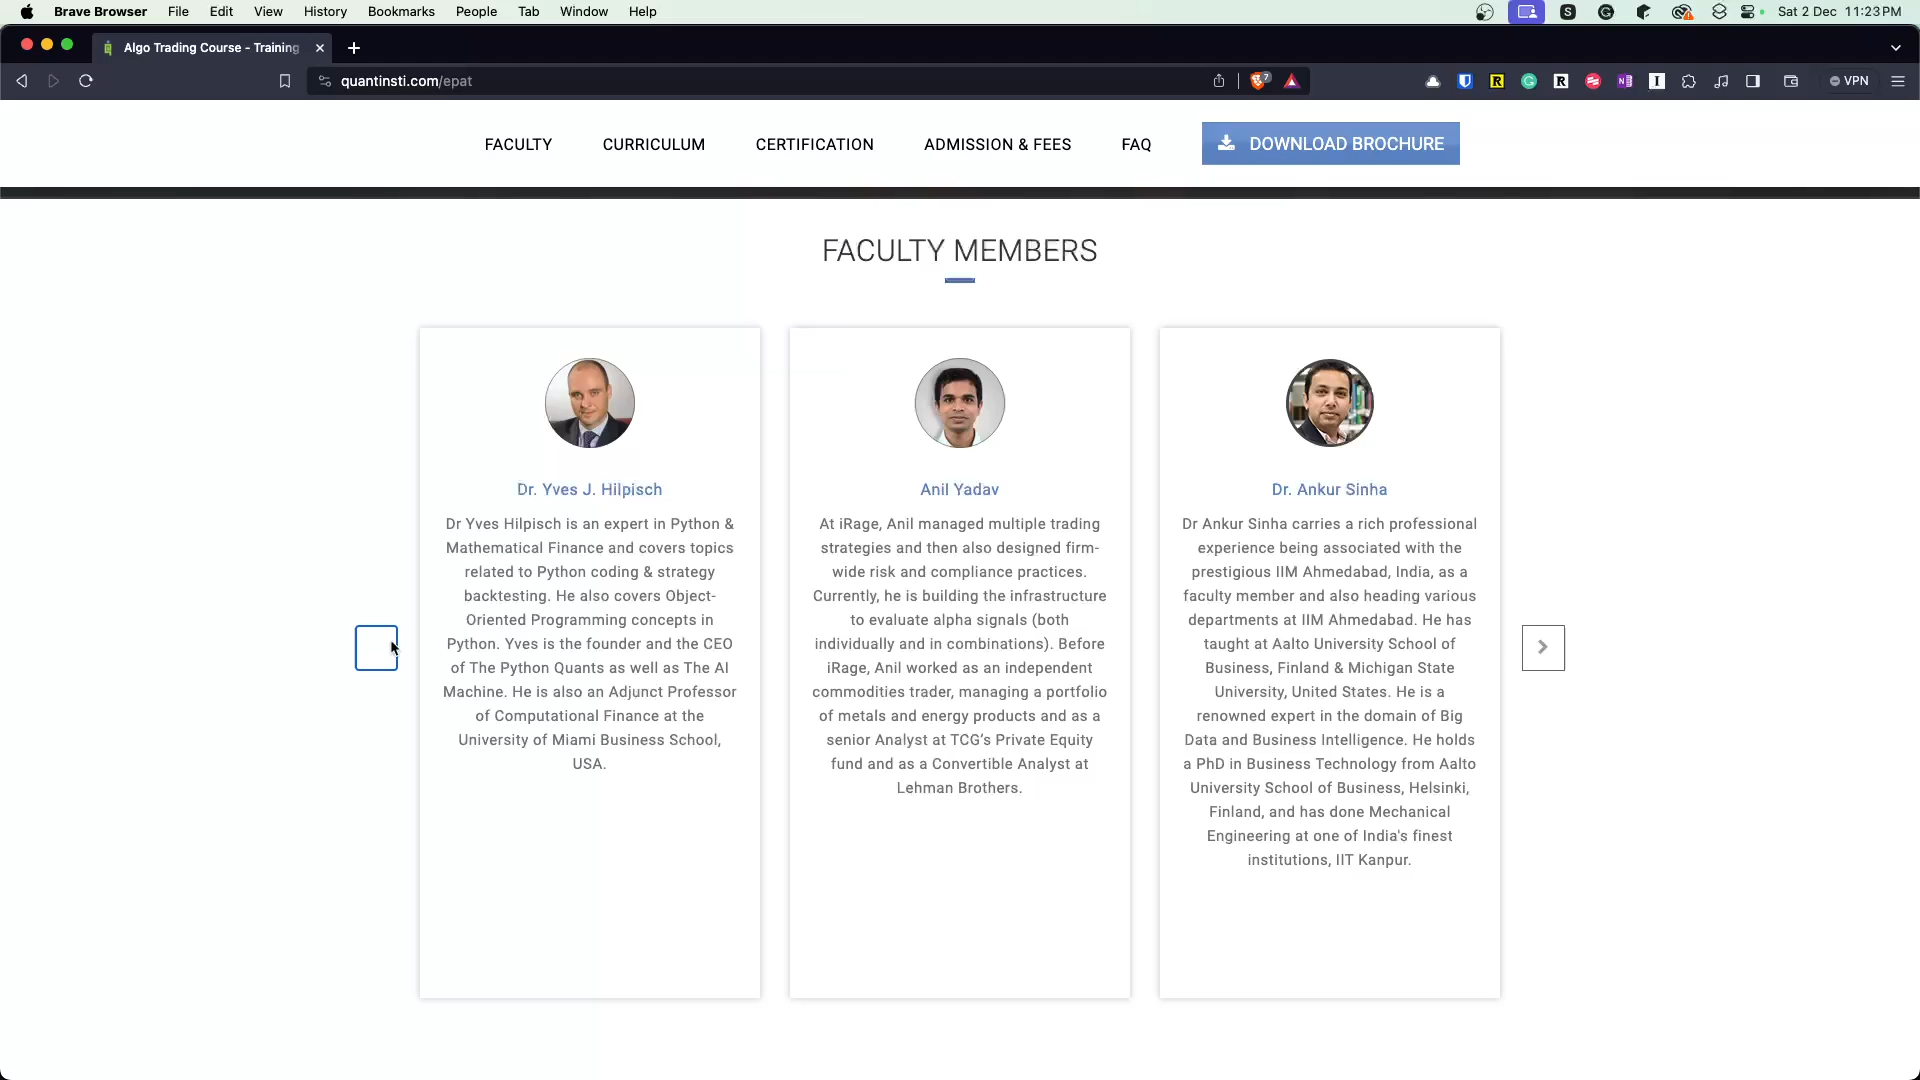 Brave Browser File Edit View History Bookmarks People Tab Window Help Sat 2 Dec 11:23 PM
Algo Trading Course - Training
quantinsti.com/epat
7
VPN
FACULTY CURRICULUM CERTIFICATION ADMISSION & FEES FAQ DOWNLOAD BROCHURE
FACULTY MEMBERS
Dr. Yves J. Hilpisch
Dr Yves Hilpisch is an expert in Python &
Mathematical Finance and covers topics
related to Python coding & strategy
backtesting. He also covers Object-
Oriented Programming concepts in
Python. Yves is the founder and the CEO
of The Python Quants as well as The AI
Machine. He is also an Adjunct Professor
of Computational Finance at the
University of Miami Business School,
USA.
Anil Yadav
At iRage, Anil managed multiple trading
strategies and then also designed firm-
wide risk and compliance practices.
Currently, he is building the infrastructure
to evaluate alpha signals (both
individually and in combinations). Before
iRage, Anil worked as an independent
commodities trader, managing a portfolio
of metals and energy products and as a
senior Analyst at TCG’s Private Equity
fund and as a Convertible Analyst at
Lehman Brothers.
Dr. Ankur Sinha
Dr Ankur Sinha carries a rich professional
experience being associated with the
prestigious IIM Ahmedabad, India, as a
faculty member and also heading various
departments at IIM Ahmedabad. He has
taught at Aalto University School of
Business, Finland & Michigan State
University, United States. He is a
renowned expert in the domain of Big
Data and Business Intelligence. He holds
a PhD in Business Technology from Aalto
University School of Business, Helsinki,
Finland, and has done Mechanical
Engineering at one of India's finest
institutions, IIT Kanpur.